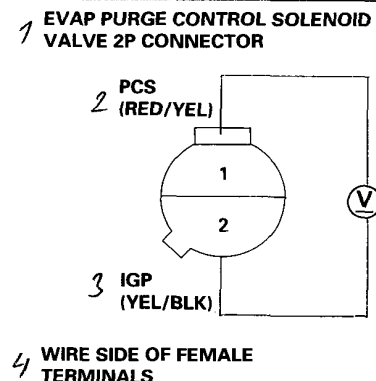 1 EVAP PURGE CONTROL SOLENOID
VALVE 2P CONNECTOR
2 PCS
(RED/YEL)
1
V
2
3 IGP
(YEL/BLK)
4 WIRE SIDE OF FEMALE
TERMINALS